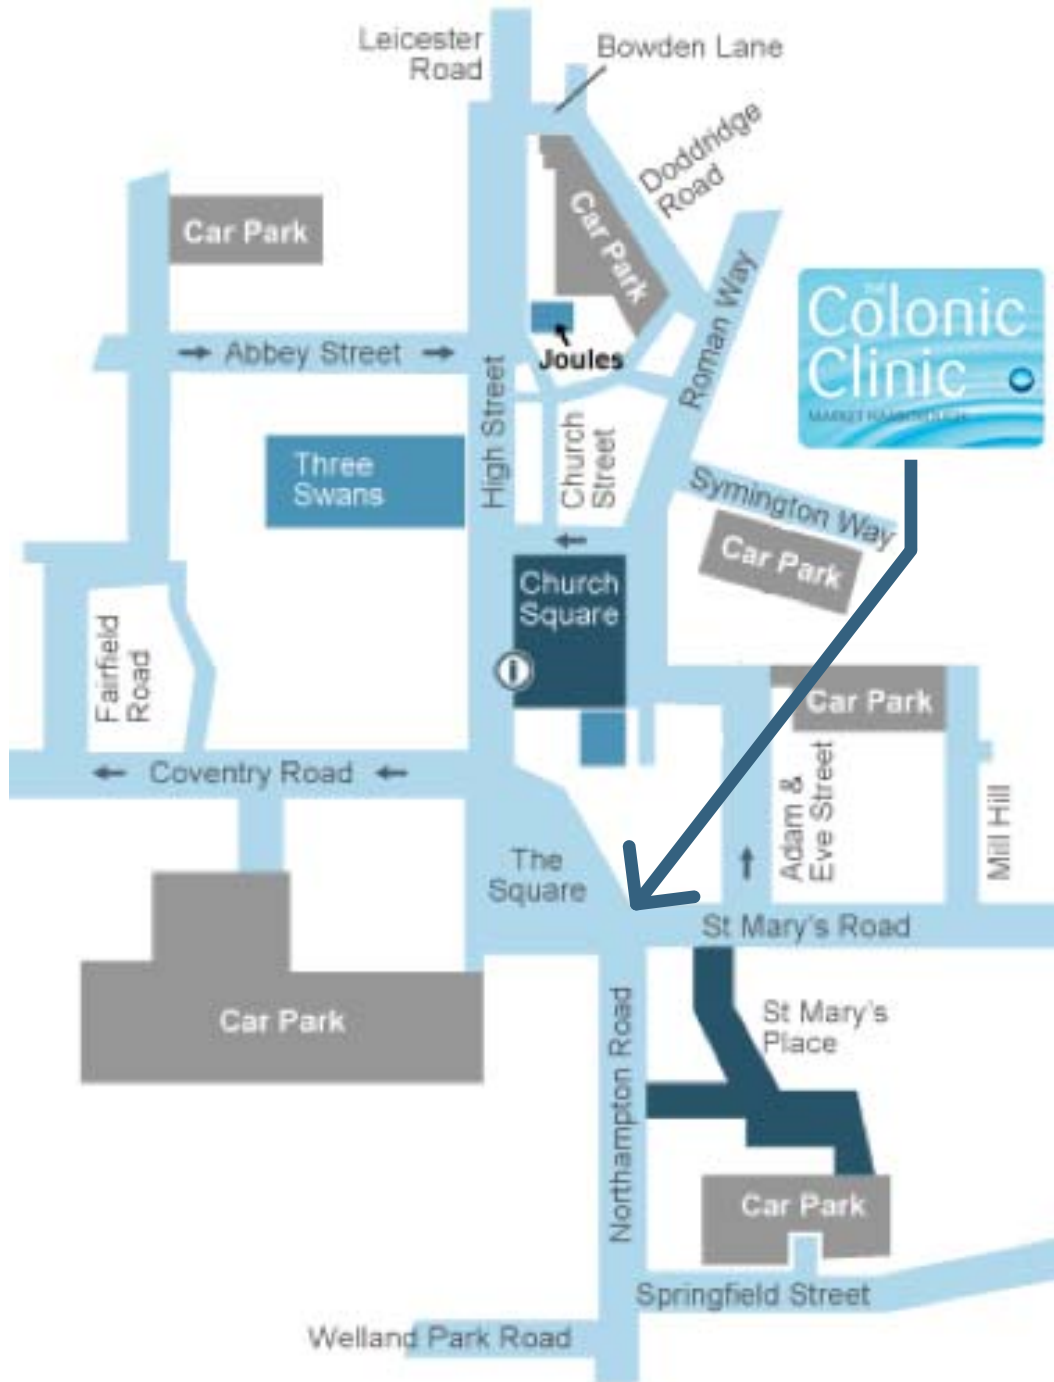 Leicester
Road
Bowden Lane
Doddridge
Road
Car Park
Car Park
Roman Way
THE
Colonic
Clinic
MARKET HARBOROUGH
Abbey Street
Joules
High Street
Church
Street
Three
Swans
Symington Way
Car Park
Church
Square
i
Fairfield
Road
Car Park
Coventry Road
Adam &
Eve Street
Mill Hill
The
Square
St Mary's Road
Car Park
Northampton Road
St Mary's
Place
Car Park
Springfield Street
Welland Park Road